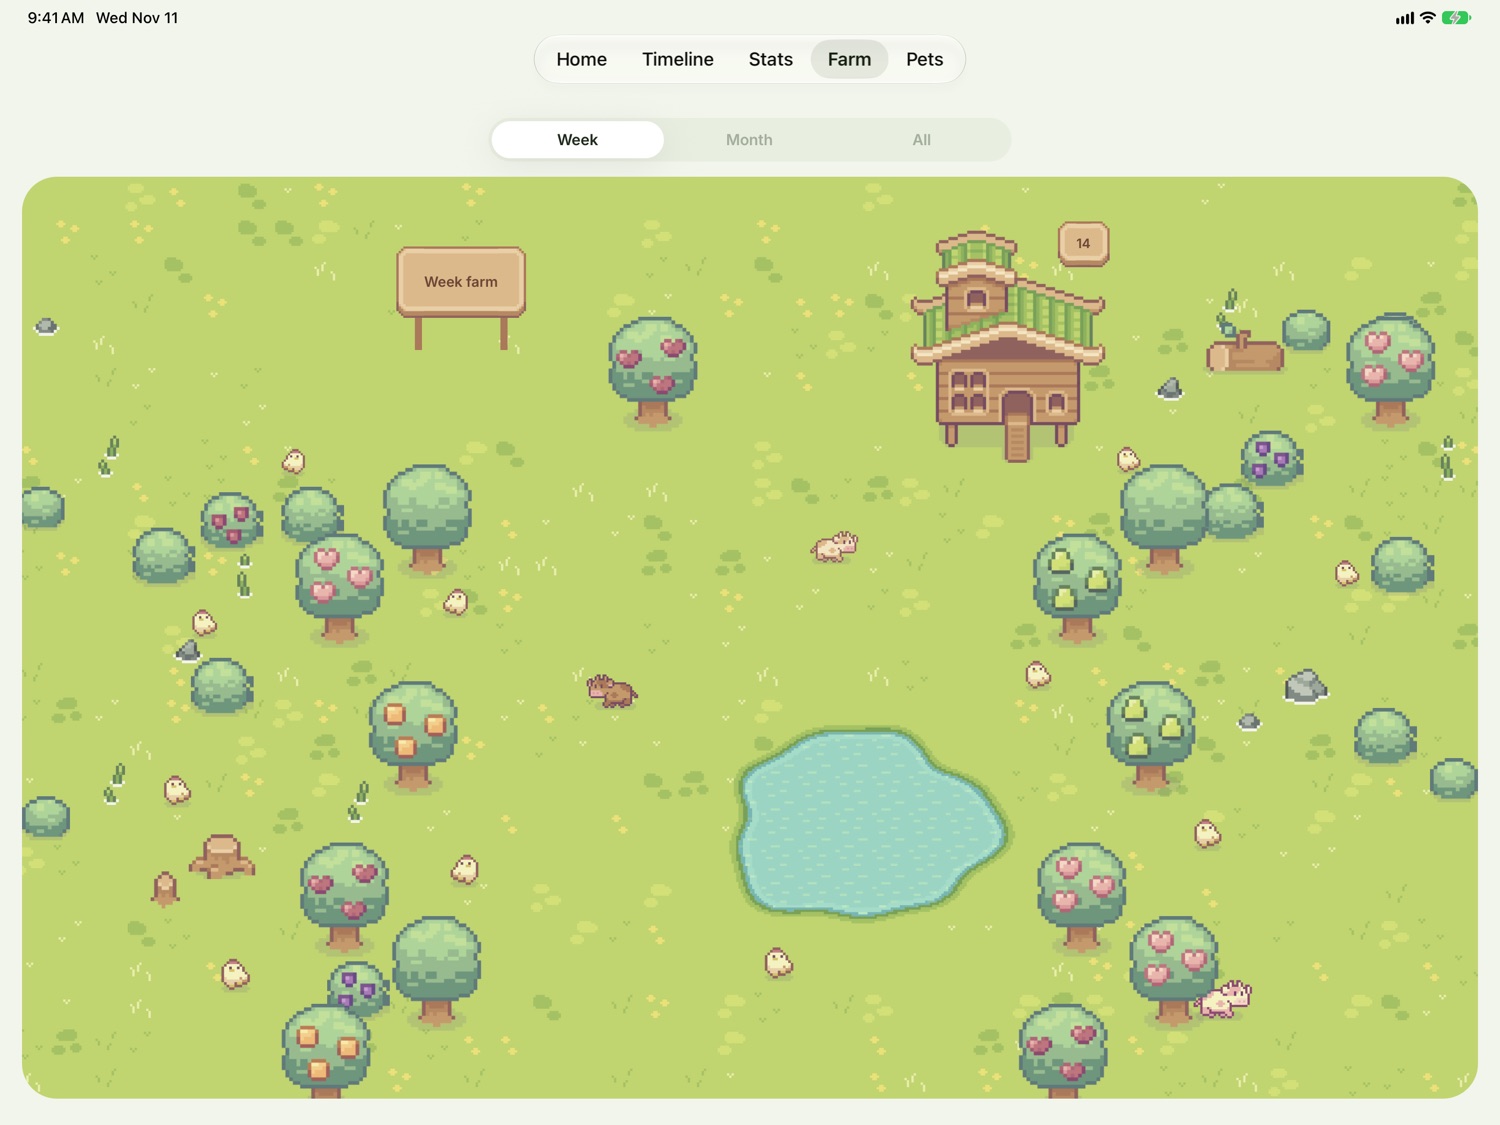 9:41 AM Wed Nov 11
Home Timeline Stats Farm Pets
Week Month All
14
Week farm